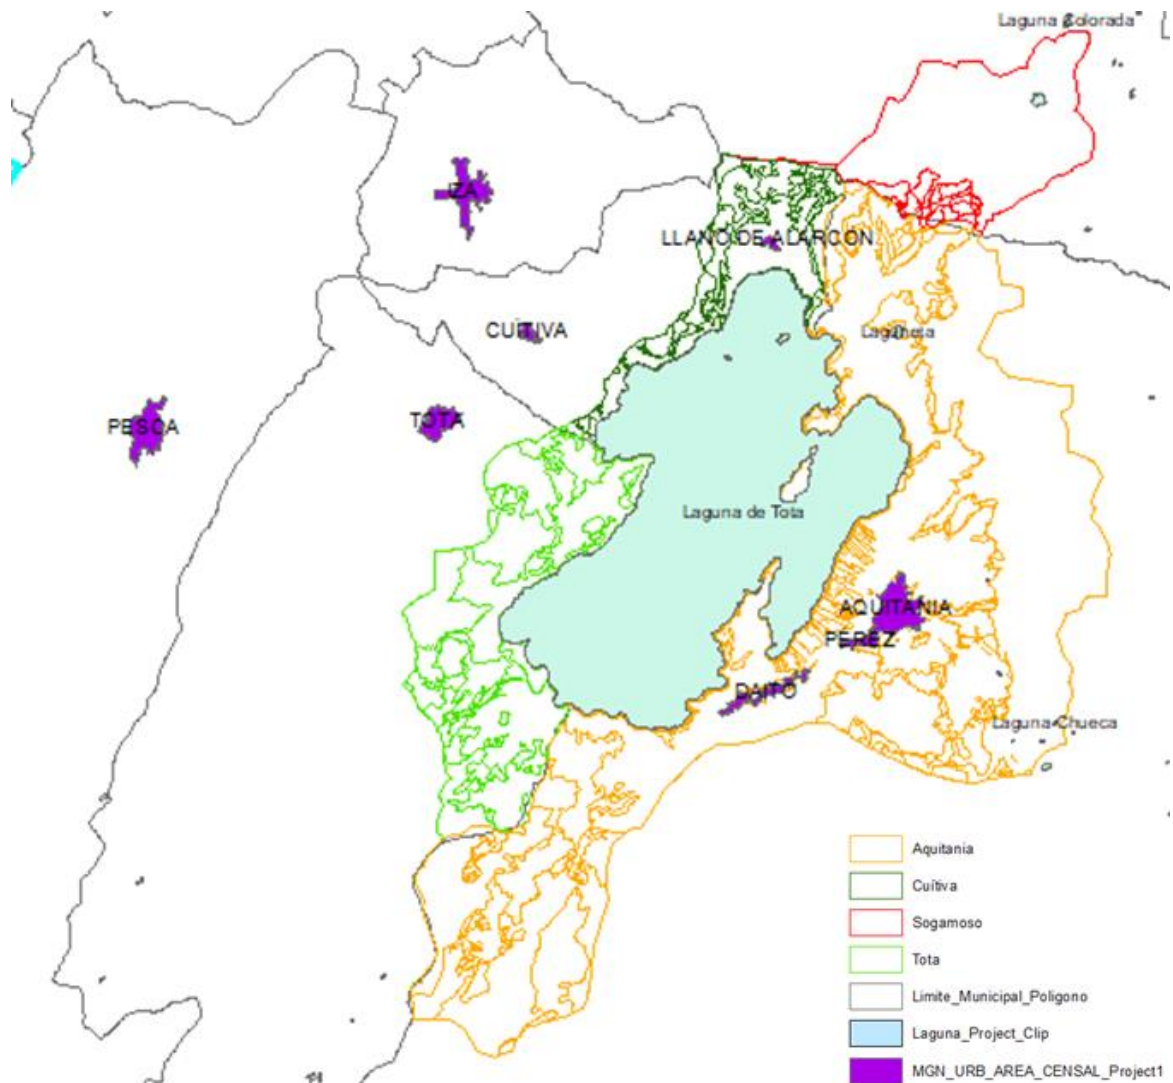 Laguna Colorada
IZA
LLANO DE ALARCON
CUÍTIVA
Lagunosa
PESCA
TOTA
Laguna de Tota
AQUITANIA
PEREZ
DAITO
Laguna Chueca
Aquitania
Cuítiva
Sogamoso
Tota
Limite_Municipal_Poligono
Laguna_Project_Clip
MGN_URB_AREA_CENSAL_Project1